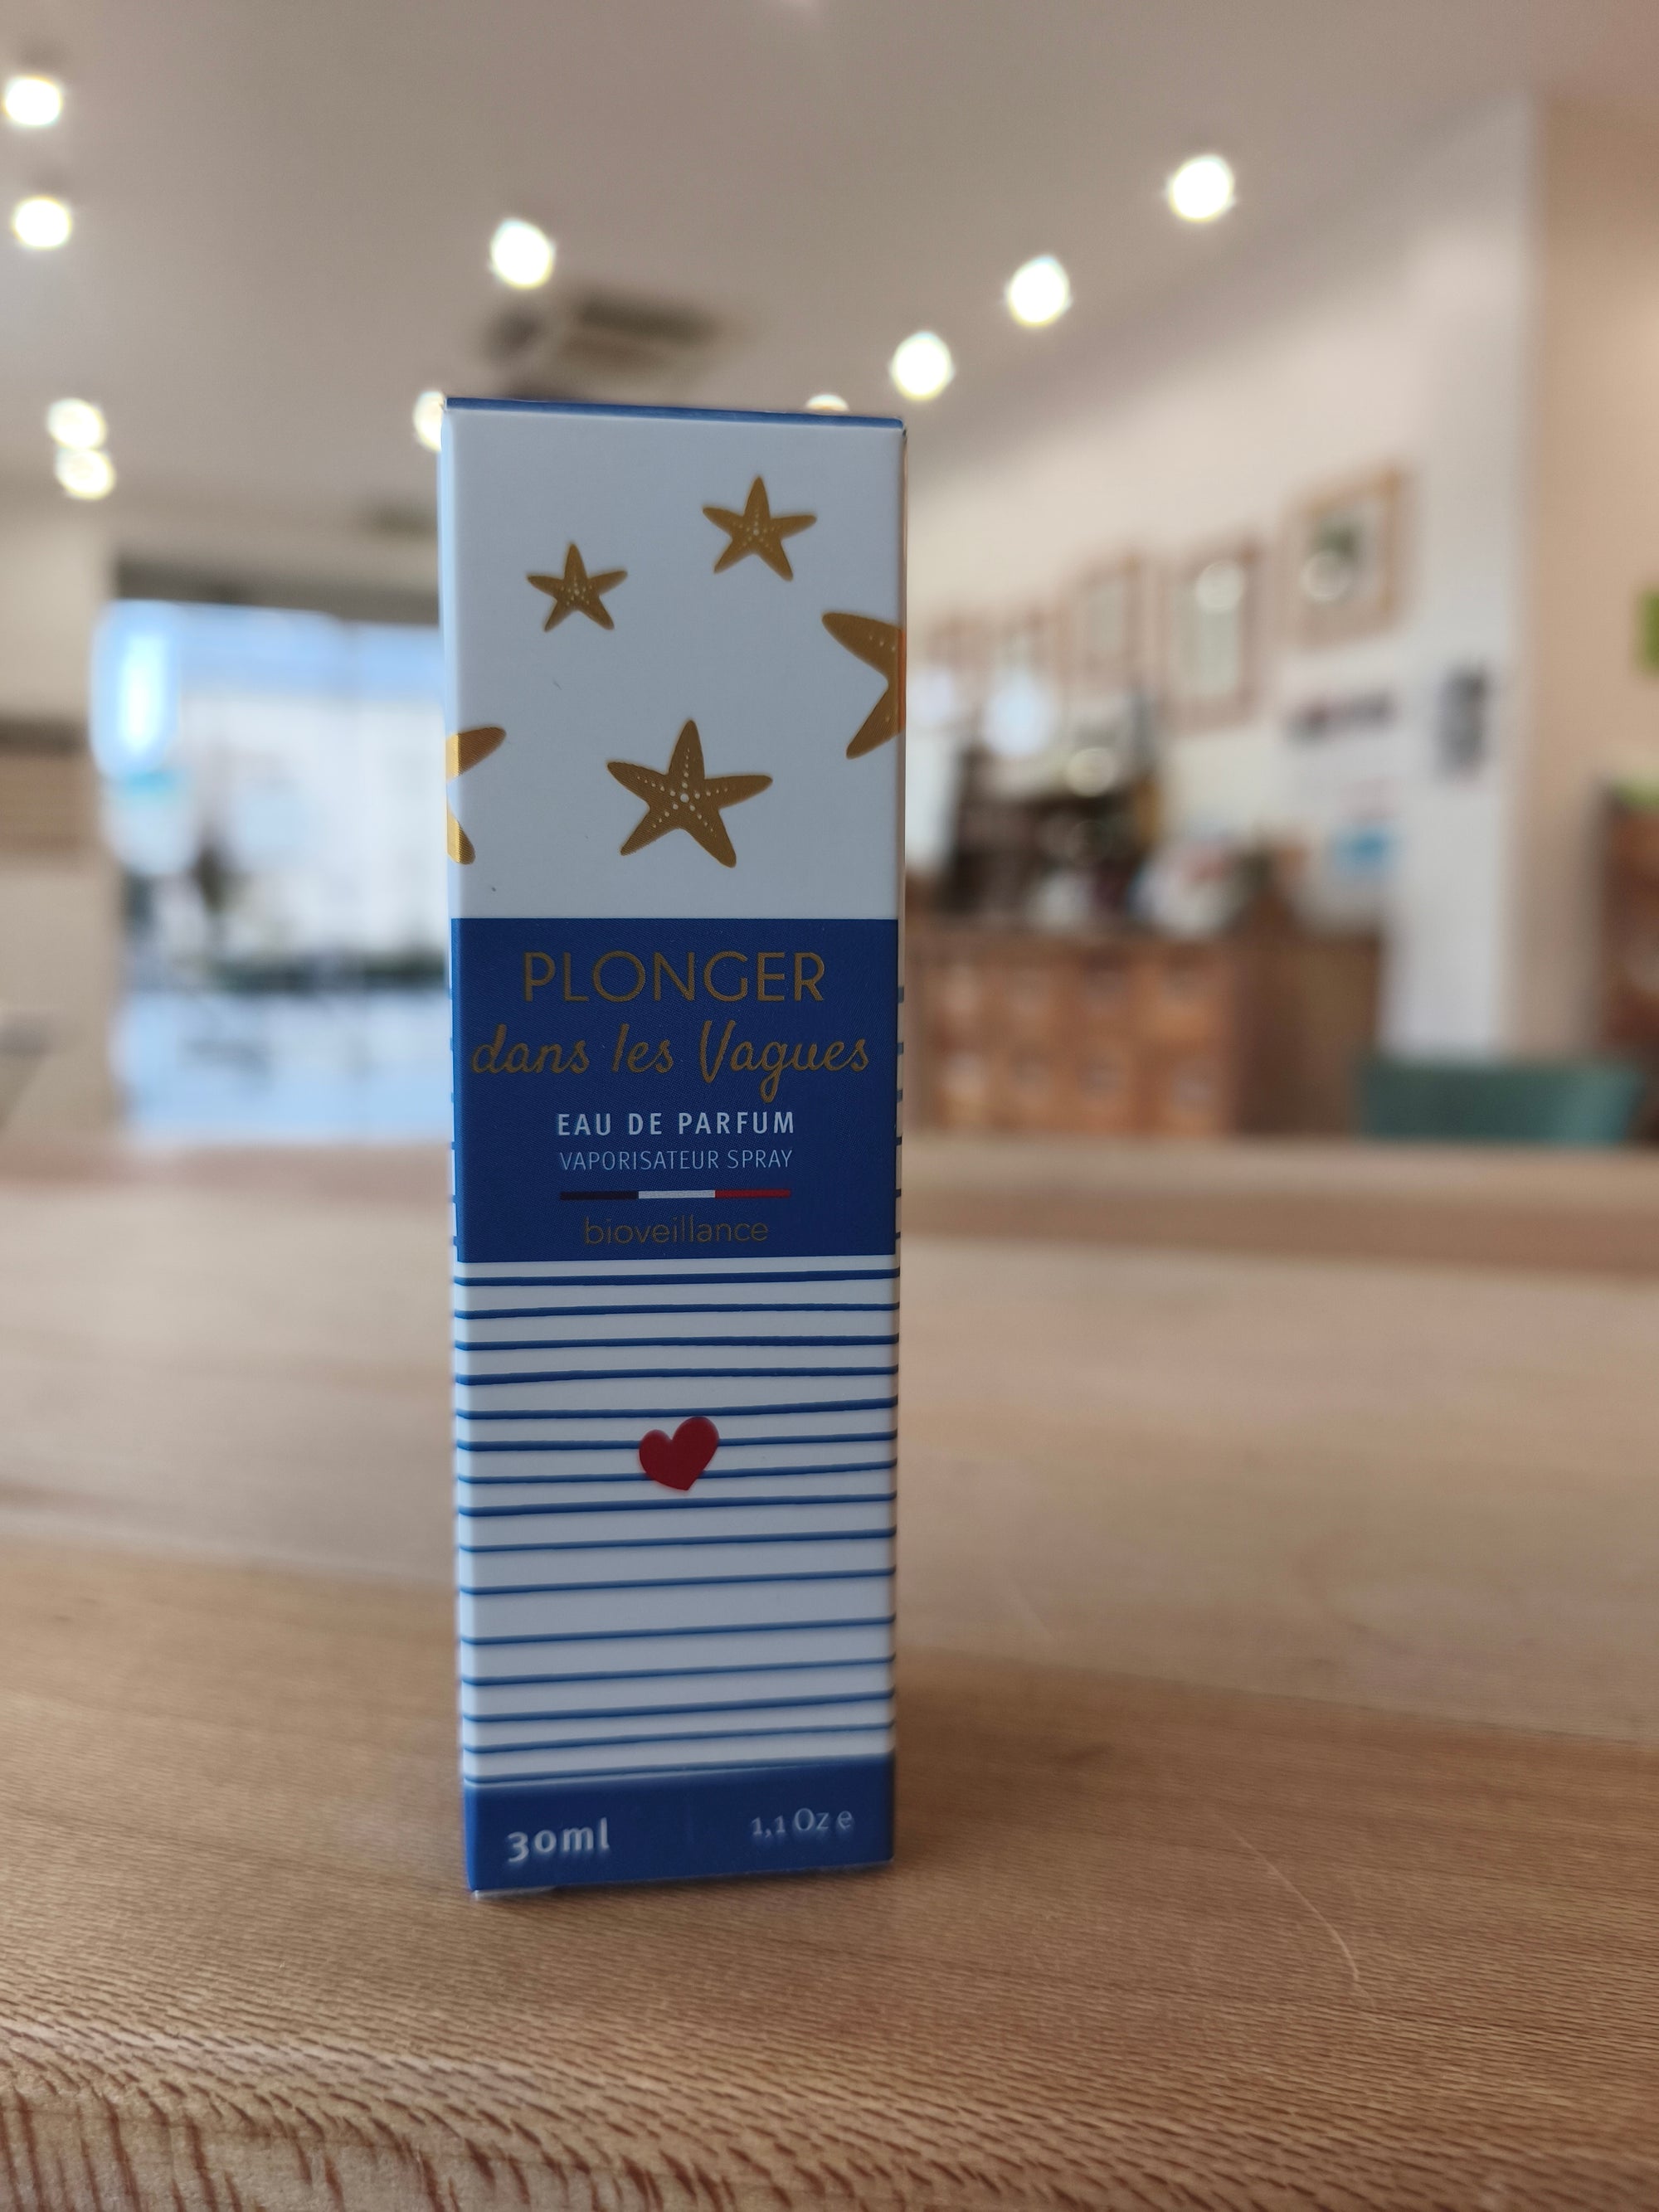 PLONGER
dans les Vagues
EAU DE PARFUM
VAPORISATEUR SPRAY
bioveillance
30ml 1,1 Oz e